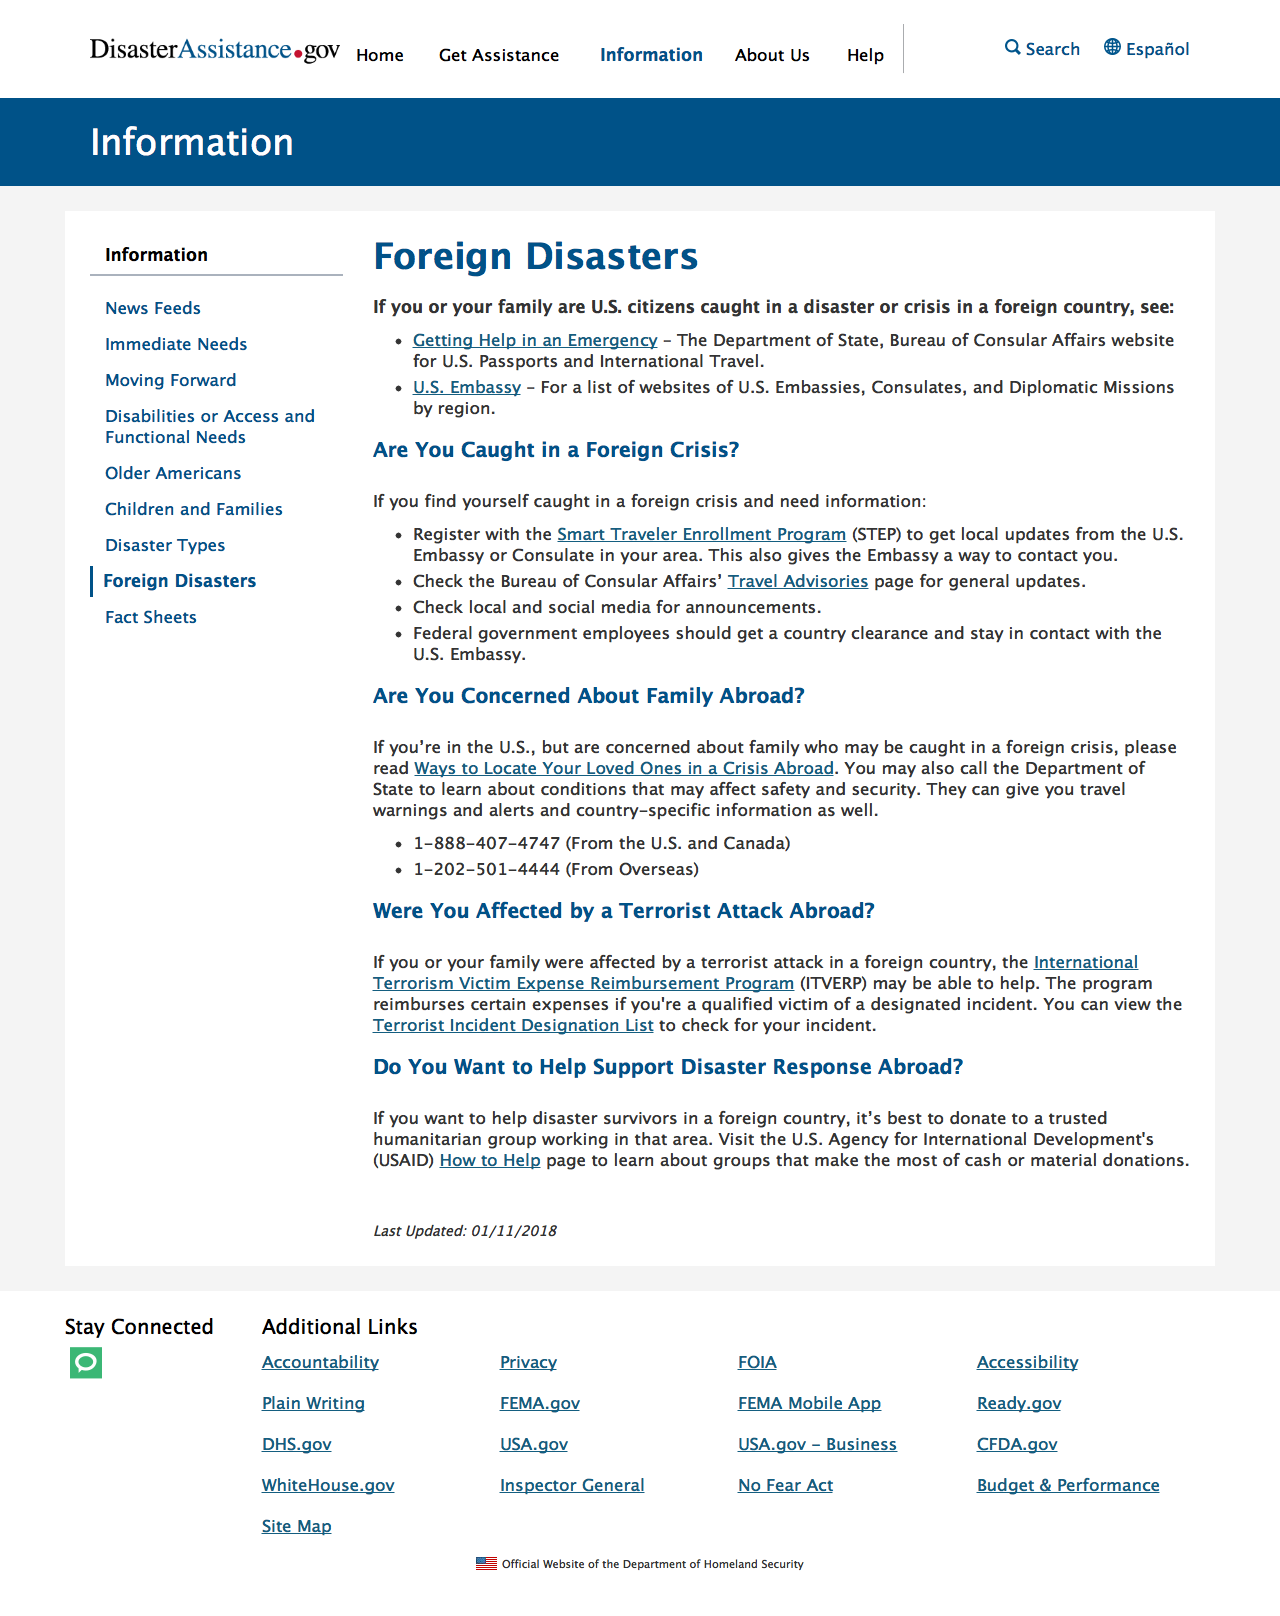 DisasterAssistance.gov
Home
Get Assistance
Information
About Us
Help
Search
Español
Information
Information
News Feeds
Immediate Needs
Moving Forward
Disabilities or Access and
Functional Needs
Older Americans
Children and Families
Disaster Types
Foreign Disasters
Fact Sheets
Foreign Disasters
If you or your family are U.S. citizens caught in a disaster or crisis in a foreign country, see:
• Getting Help in an Emergency – The Department of State, Bureau of Consular Affairs website
for U.S. Passports and International Travel.
• U.S. Embassy – For a list of websites of U.S. Embassies, Consulates, and Diplomatic Missions
by region.
Are You Caught in a Foreign Crisis?
If you find yourself caught in a foreign crisis and need information:
• Register with the Smart Traveler Enrollment Program (STEP) to get local updates from the U.S.
Embassy or Consulate in your area. This also gives the Embassy a way to contact you.
• Check the Bureau of Consular Affairs’ Travel Advisories page for general updates.
• Check local and social media for announcements.
• Federal government employees should get a country clearance and stay in contact with the
U.S. Embassy.
Are You Concerned About Family Abroad?
If you’re in the U.S., but are concerned about family who may be caught in a foreign crisis, please
read Ways to Locate Your Loved Ones in a Crisis Abroad. You may also call the Department of
State to learn about conditions that may affect safety and security. They can give you travel
warnings and alerts and country-specific information as well.
• 1-888-407-4747 (From the U.S. and Canada)
• 1-202-501-4444 (From Overseas)
Were You Affected by a Terrorist Attack Abroad?
If you or your family were affected by a terrorist attack in a foreign country, the International
Terrorism Victim Expense Reimbursement Program (ITVERP) may be able to help. The program
reimburses certain expenses if you're a qualified victim of a designated incident. You can view the
Terrorist Incident Designation List to check for your incident.
Do You Want to Help Support Disaster Response Abroad?
If you want to help disaster survivors in a foreign country, it’s best to donate to a trusted
humanitarian group working in that area. Visit the U.S. Agency for International Development's
(USAID) How to Help page to learn about groups that make the most of cash or material donations.
Last Updated: 01/11/2018
Stay Connected
Additional Links
Accountability
Privacy
FOIA
Accessibility
Plain Writing
FEMA.gov
FEMA Mobile App
Ready.gov
DHS.gov
USA.gov
USA.gov - Business
CFDA.gov
WhiteHouse.gov
Inspector General
No Fear Act
Budget & Performance
Site Map
Official Website of the Department of Homeland Security